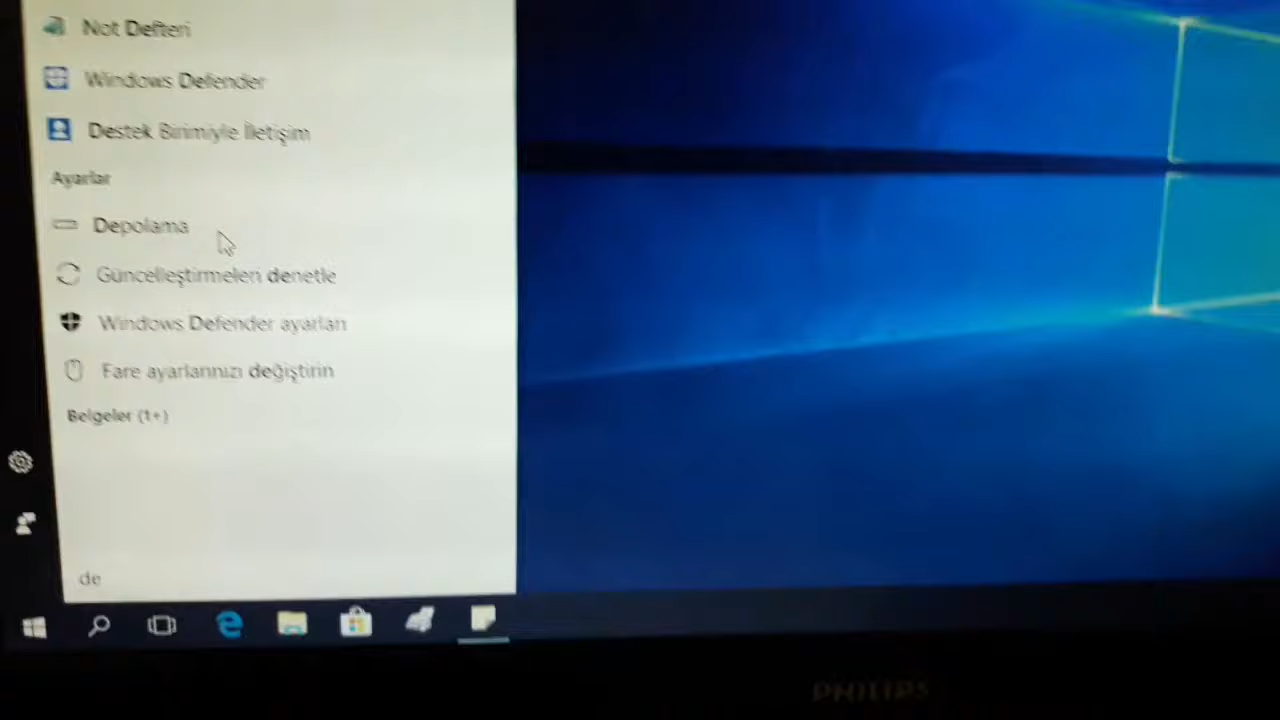 Not Defteri
Windows Defender
Destek Birimiyle İletişim
Ayarlar
Depolama
Güncelleştirmeleri denetle
Windows Defender ayarları
Fare ayarlarınızı değiştirin
Belgeler (1+)
de
PHILIPS